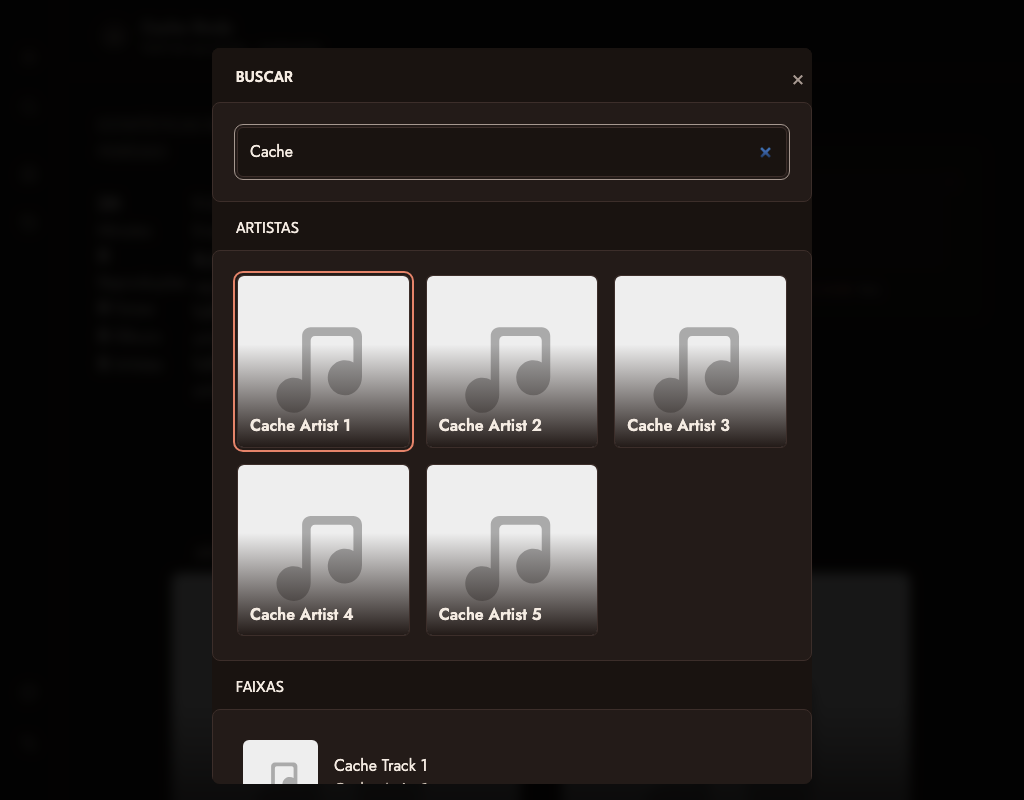 BUSCAR
Cache
ARTISTAS
Cache Artist 1
Cache Artist 2
Cache Artist 3
Cache Artist 4
Cache Artist 5
FAIXAS
Cache Track 1